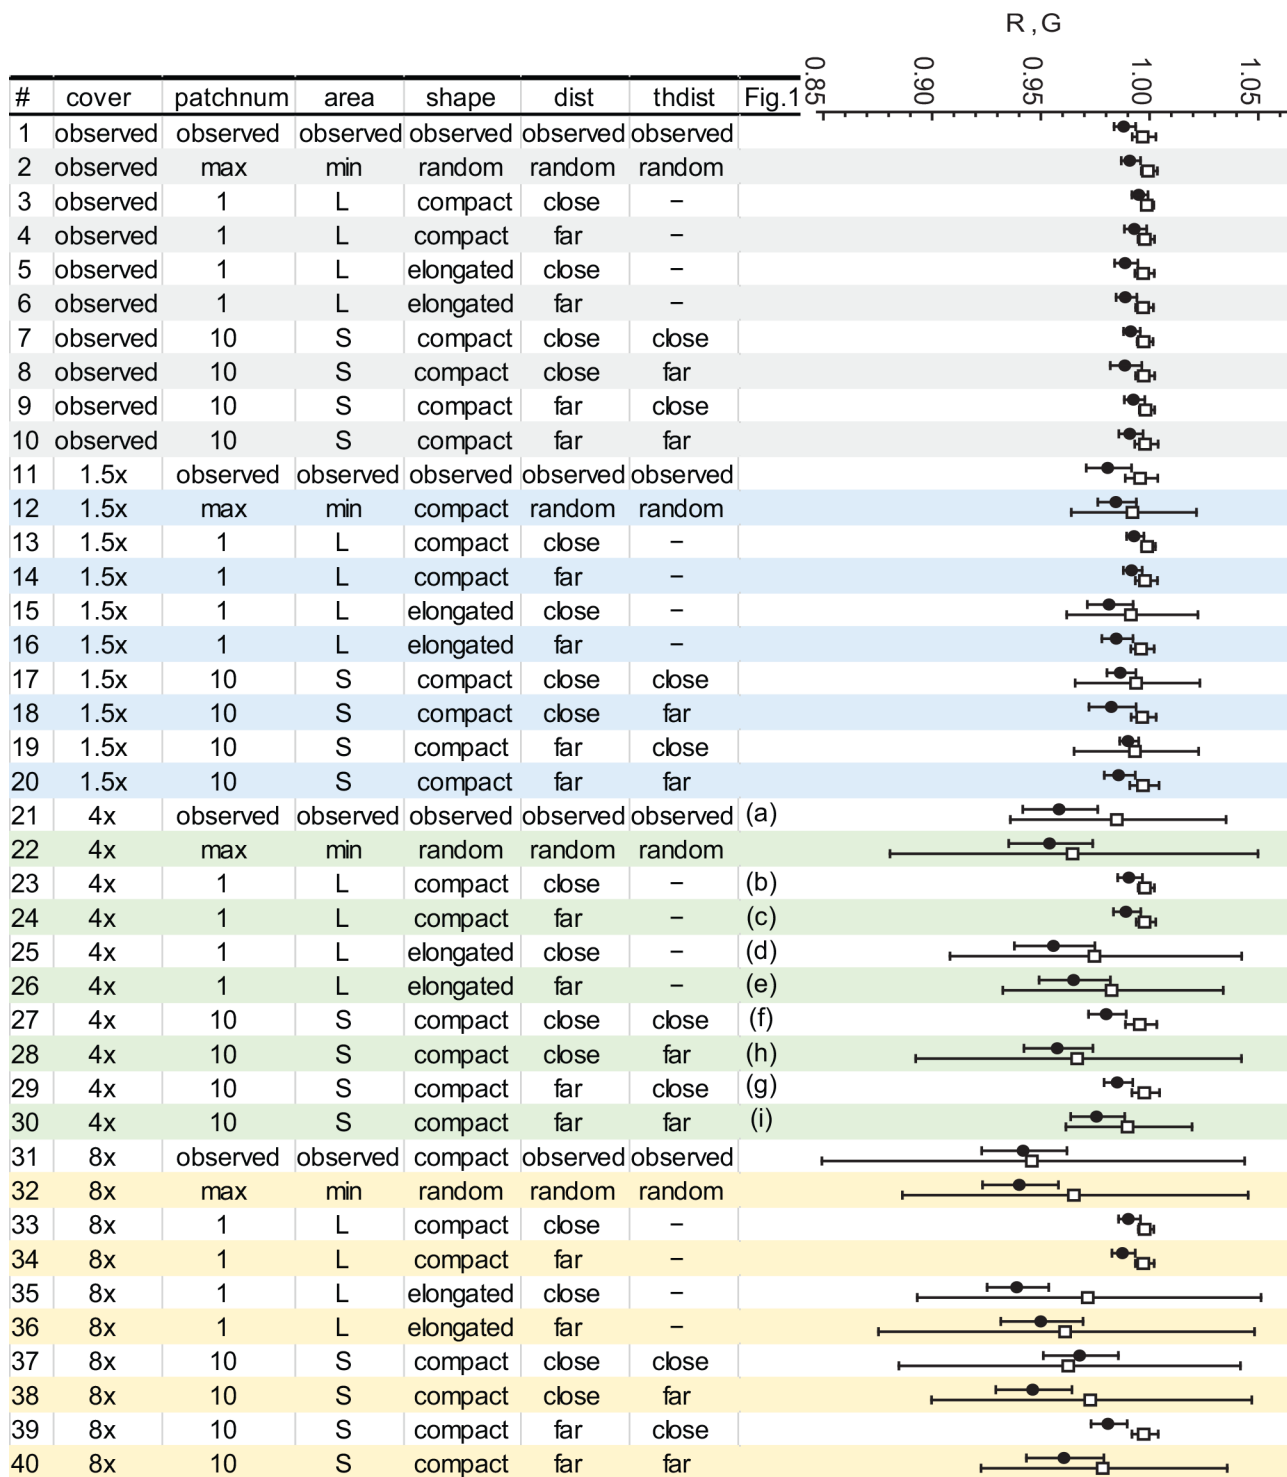 R , G
0.85 0.90 0.95 1.00 1.05
# cover patchnum area shape dist thdist Fig.1
1 observed observed observed observed observed observed
2 observed max min random random random
3 observed 1 L compact close –
4 observed 1 L compact far –
5 observed 1 L elongated close –
6 observed 1 L elongated far –
7 observed 10 S compact close close
8 observed 10 S compact close far
9 observed 10 S compact far close
10 observed 10 S compact far far
11 1.5x observed observed observed observed observed
12 1.5x max min compact random random
13 1.5x 1 L compact close –
14 1.5x 1 L compact far –
15 1.5x 1 L elongated close –
16 1.5x 1 L elongated far –
17 1.5x 10 S compact close close
18 1.5x 10 S compact close far
19 1.5x 10 S compact far close
20 1.5x 10 S compact far far
21 4x observed observed observed observed observed (a)
22 4x max min random random random
23 4x 1 L compact close – (b)
24 4x 1 L compact far – (c)
25 4x 1 L elongated close – (d)
26 4x 1 L elongated far – (e)
27 4x 10 S compact close close (f)
28 4x 10 S compact close far (h)
29 4x 10 S compact far close (g)
30 4x 10 S compact far far (i)
31 8x observed observed compact observed observed
32 8x max min random random random
33 8x 1 L compact close –
34 8x 1 L compact far –
35 8x 1 L elongated close –
36 8x 1 L elongated far –
37 8x 10 S compact close close
38 8x 10 S compact close far
39 8x 10 S compact far close
40 8x 10 S compact far far